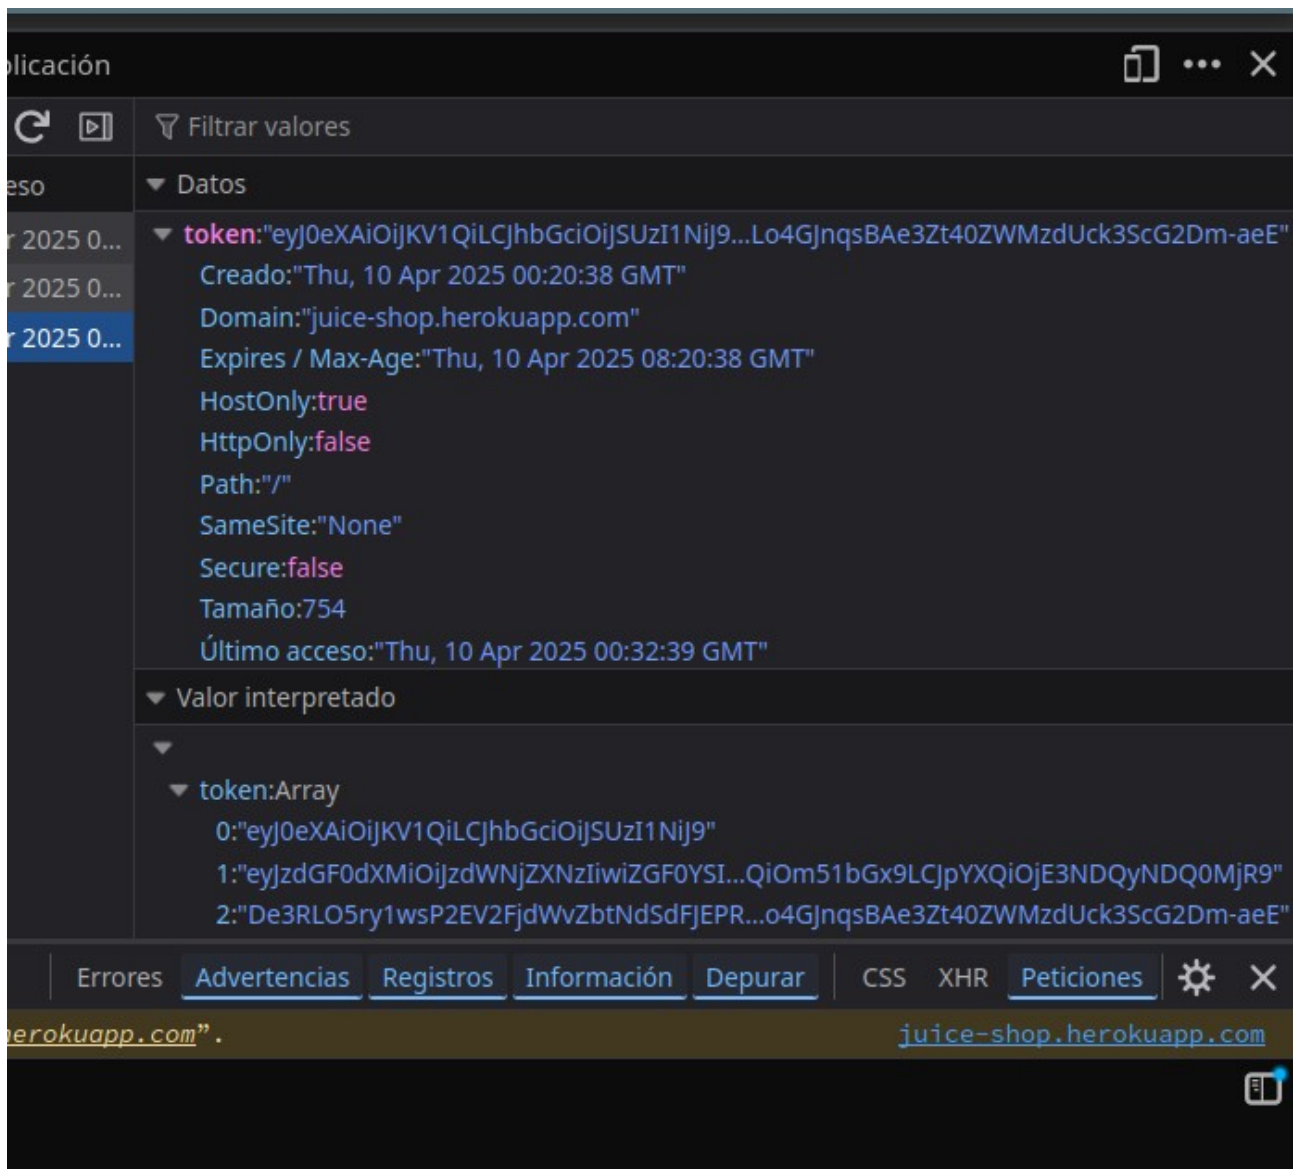 plicación
Filtrar valores
eso
Datos
r 2025 0...
r 2025 0...
r 2025 0...
token:"eyJ0eXAiOiJKV1QiLCJhbGciOiJSUzI1NiJ9...Lo4GJnqsBAe3Zt40ZWMzdUck3ScG2Dm-aeE"
Creado:"Thu, 10 Apr 2025 00:20:38 GMT"
Domain:"juice-shop.herokuapp.com"
Expires / Max-Age:"Thu, 10 Apr 2025 08:20:38 GMT"
HostOnly:true
HttpOnly:false
Path:"/"
SameSite:"None"
Secure:false
Tamaño:754
Último acceso:"Thu, 10 Apr 2025 00:32:39 GMT"
Valor interpretado
token:Array
0:"eyJ0eXAiOiJKV1QiLCJhbGciOiJSUzI1NiJ9"
1:"eyJzdGF0dXMiOiJzdWNjZXNzIiwiZGF0YSI...QiOm51bGx9LCJpYXQiOjE3NDQyNDQ0MjR9"
2:"De3RLO5ry1wsP2EV2FjdWvZbtNdSdFJEPR...o4GJnqsBAe3Zt40ZWMzdUck3ScG2Dm-aeE"
Errores Advertencias Registros Información Depurar CSS XHR Peticiones
herokuapp.com”. juice-shop.herokuapp.com